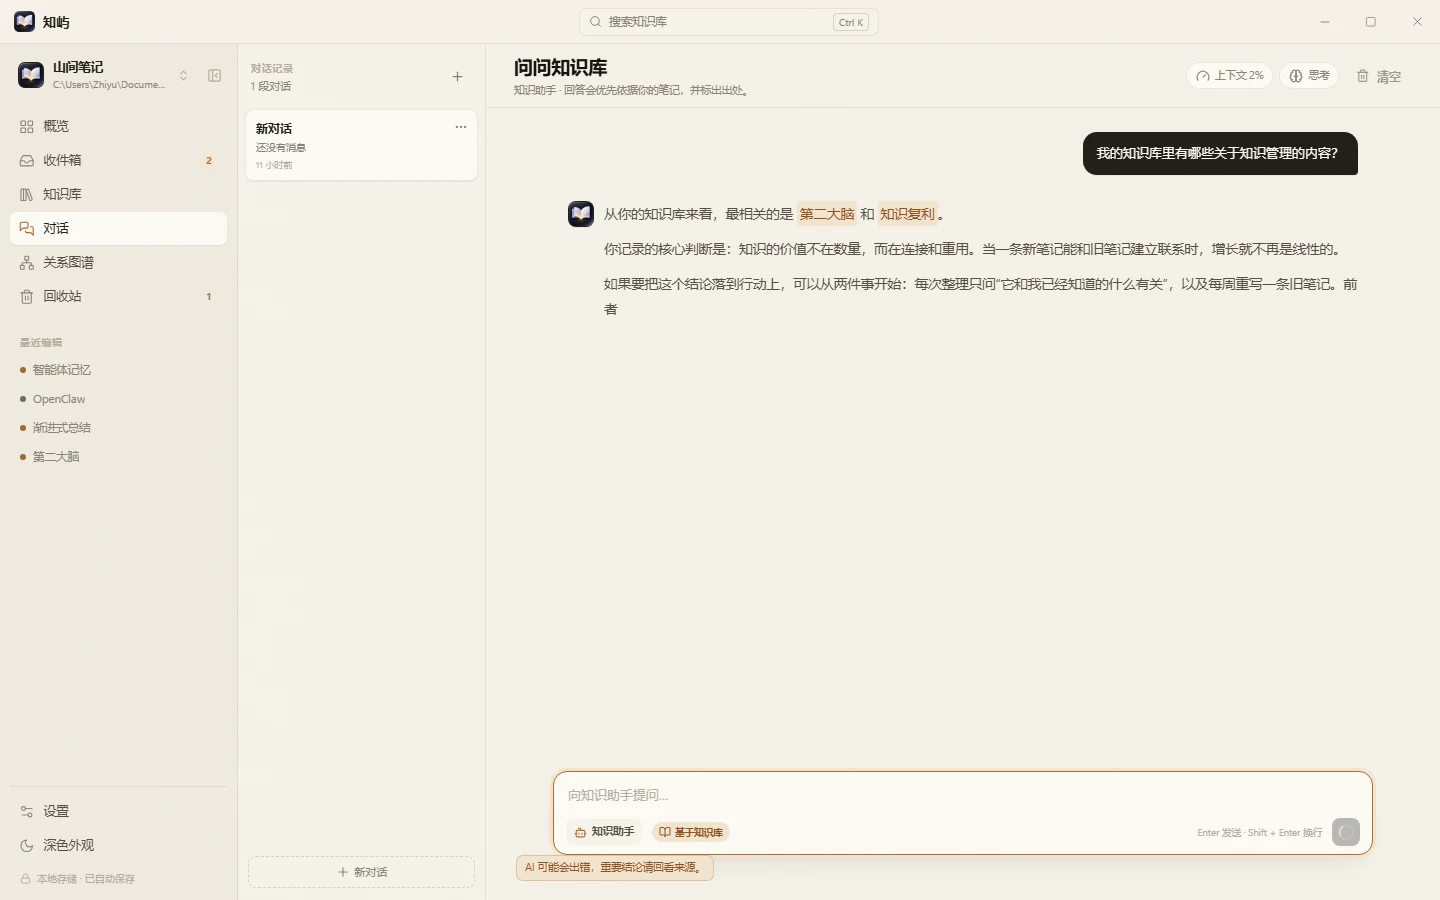 知屿
搜索知识库
Ctrl K
山间笔记
C:\Users\Zhiyu\Docume...
概览
收件箱
2
知识库
对话
关系图谱
回收站
1
最近编辑
智能体记忆
OpenClaw
渐进式总结
第二大脑
设置
深色外观
本地存储 · 已自动保存
对话记录
1 段对话
新对话
还没有消息
11 小时前
新对话
问问知识库
知识助手 · 回答会优先依据你的笔记，并标出出处。
上下文 2%
思考
清空
我的知识库里有哪些关于知识管理的内容？
从你的知识库来看，最相关的是 第二大脑 和 知识复利 。
你记录的核心判断是：知识的价值不在数量，而在连接和重用。当一条新笔记能和旧笔记建立联系时，增长就不再是线性的。
如果要把这个结论落到行动上，可以从两件事开始：每次整理只问“它和我已经知道的什么有关”，以及每周重写一条旧笔记。前
者
向知识助手提问...
知识助手
基于知识库
Enter 发送 · Shift + Enter 换行
AI 可能会出错，重要结论请回看来源。